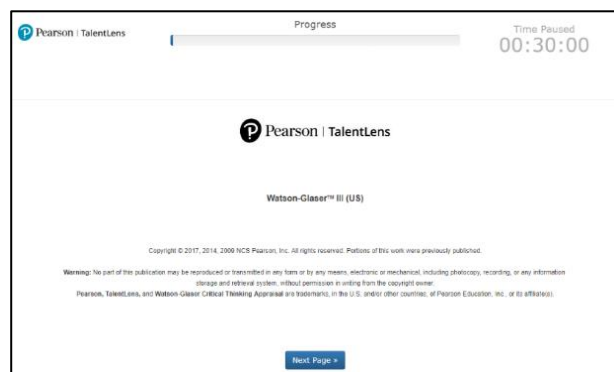 Pearson | TalentLens
Progress
Time Paused
00:30:00
Pearson | TalentLens
Watson-Glaser™ III (US)
Copyright © 2017, 2014, 2009 NCS Pearson, Inc. All rights reserved. Portions of this work were previously published.
Warning: No part of this publication may be reproduced or transmitted in any form or by any means, electronic or mechanical, including photocopy, recording, or any information
storage and retrieval system, without permission in writing from the copyright owner.
Pearson, TalentLens, and Watson-Glaser Critical Thinking Appraisal are trademarks, in the U.S. and/or other countries, of Pearson Education, Inc., or its affiliate(s).
Next Page »